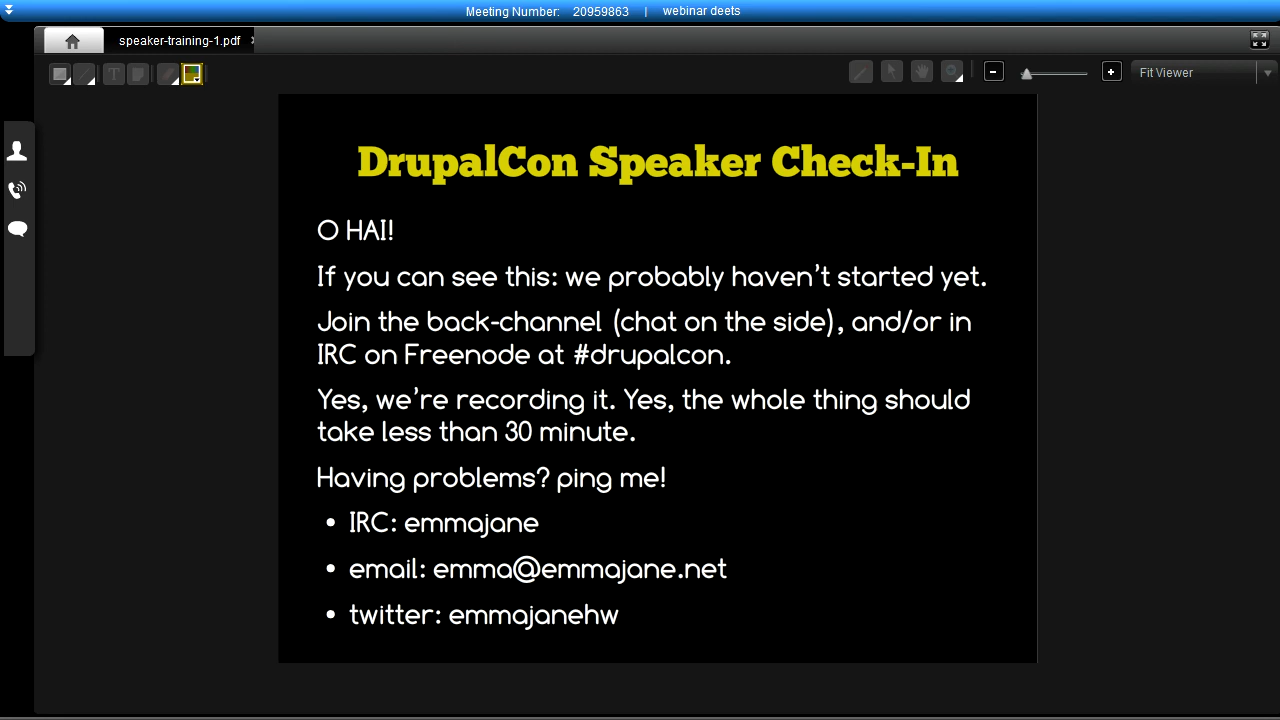 Meeting Number: 20959863 | webinar deets
speaker-training-1.pdf
Fit Viewer
DrupalCon Speaker Check-In
O HAI!
If you can see this: we probably haven't started yet.
Join the back-channel (chat on the side), and/or in
IRC on Freenode at #drupalcon.
Yes, we're recording it. Yes, the whole thing should
take less than 30 minute.
Having problems? ping me!
• IRC: emmajane
• email: emma@emmajane.net
• twitter: emmajanehw